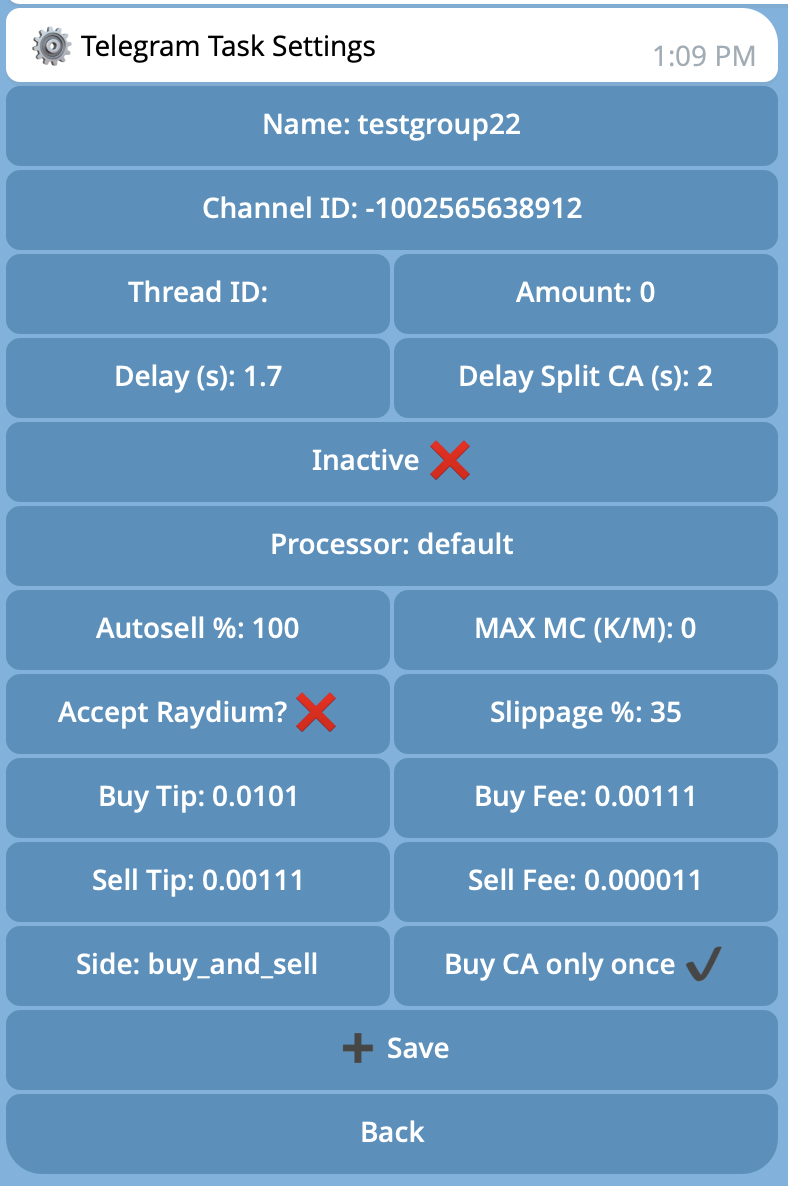 ⚙️ Telegram Task Settings
1:09 PM
Name: testgroup22
Channel ID: -1002565638912
Thread ID:
Amount: 0
Delay (s): 1.7
Delay Split CA (s): 2
Inactive ❌
Processor: default
Autosell %: 100
MAX MC (K/M): 0
Accept Raydium? ❌
Slippage %: 35
Buy Tip: 0.0101
Buy Fee: 0.00111
Sell Tip: 0.00111
Sell Fee: 0.000011
Side: buy_and_sell
Buy CA only once ✔️
➕ Save
Back